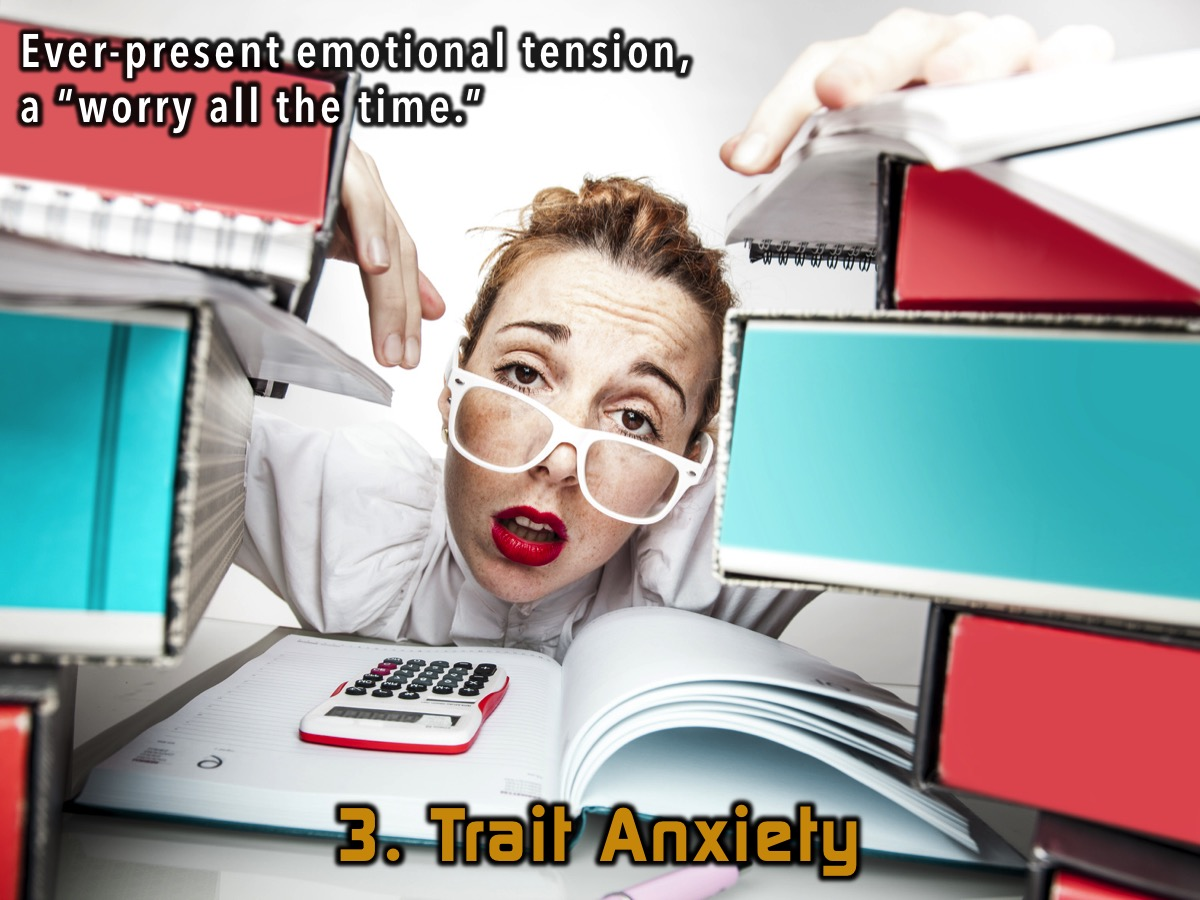 Ever-present emotional tension,
a “worry all the time.”
3. Trait Anxiety